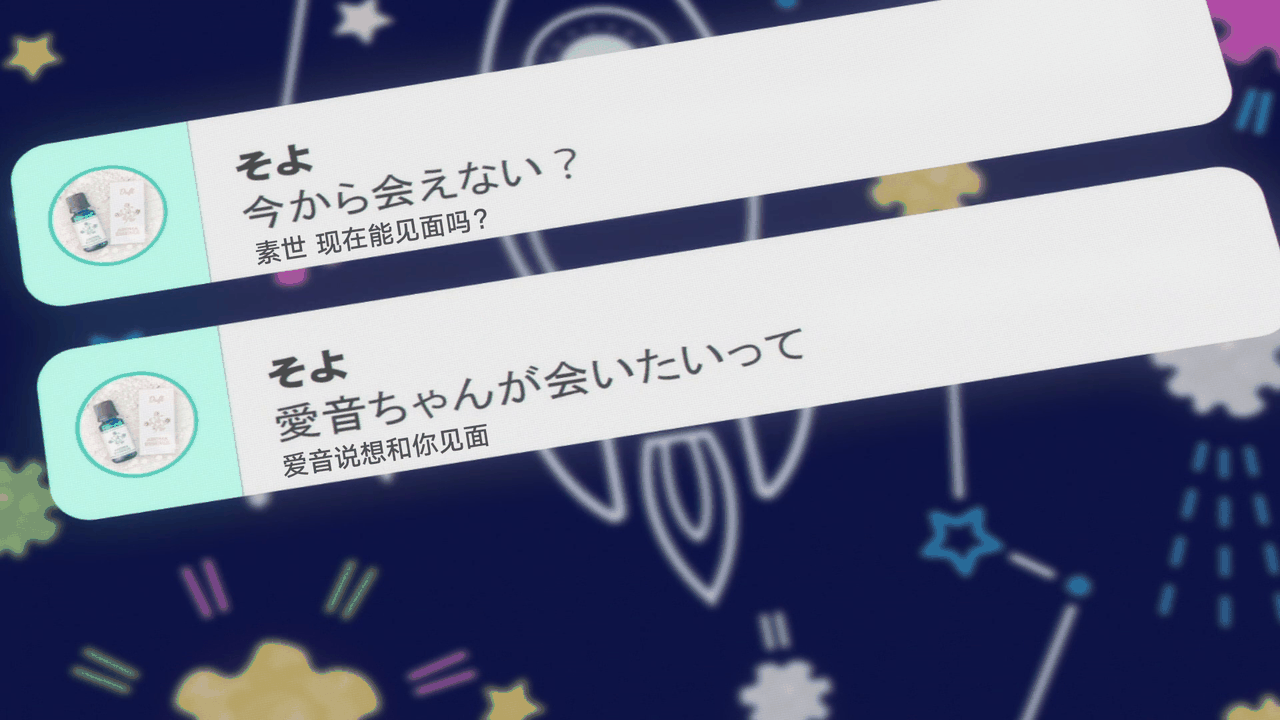 そよ
今から会えない？
素世 现在能见面吗？
そよ
愛音ちゃんが会いたいって
爱音说想和你见面